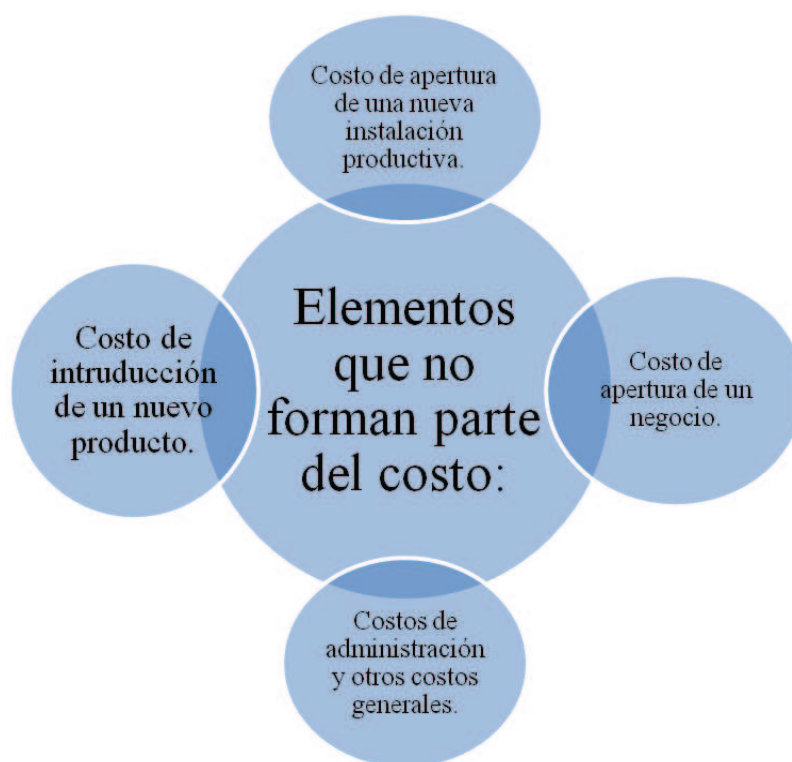 Costo de apertura
de una nueva
instalación
productiva.
Elementos
que no
forman parte
del costo:
Costo de
intruducción
de un nuevo
producto.
Costo de
apertura de un
negocio.
Costos de
administración
y otros costos
generales.